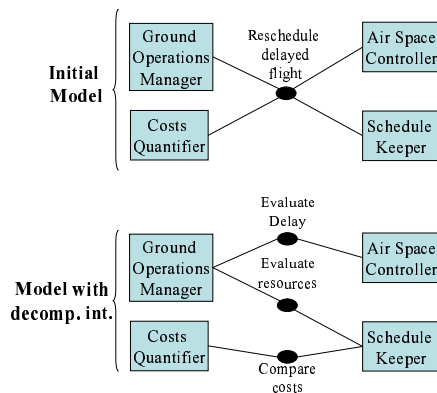 Initial
Model
Ground
Operations
Manager
Reschedule
delayed
flight
Air Space
Controller
Costs
Quantifier
Schedule
Keeper
Model with
decomp. int.
Ground
Operations
Manager
Evaluate
Delay
Air Space
Controller
Evaluate
resources
Costs
Quantifier
Compare
costs
Schedule
Keeper